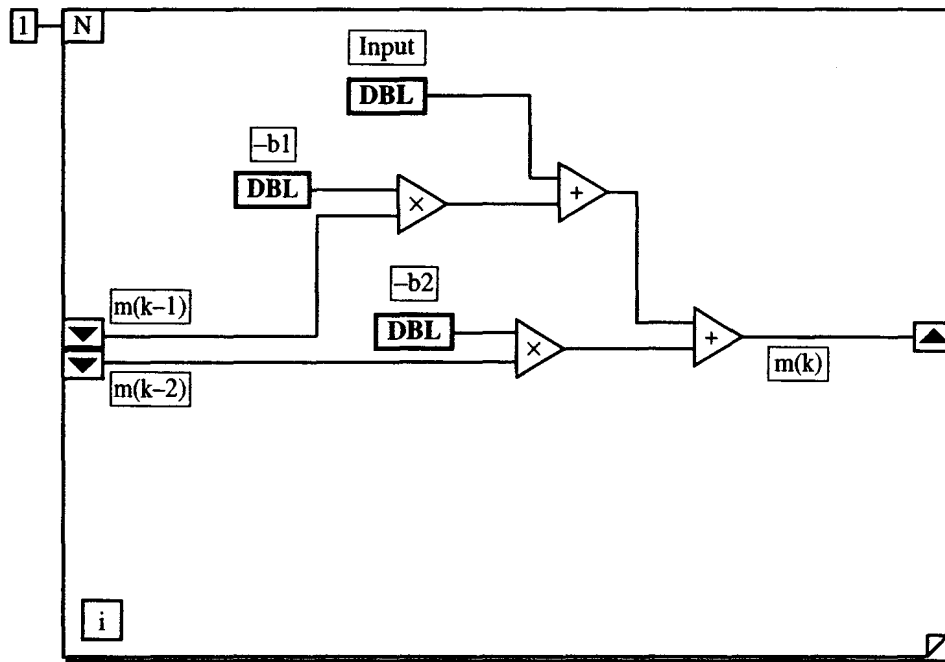 1
N
Input
DBL
–b1
DBL
×
+
–b2
m(k–1)
DBL
×
+
m(k–2)
m(k)
i